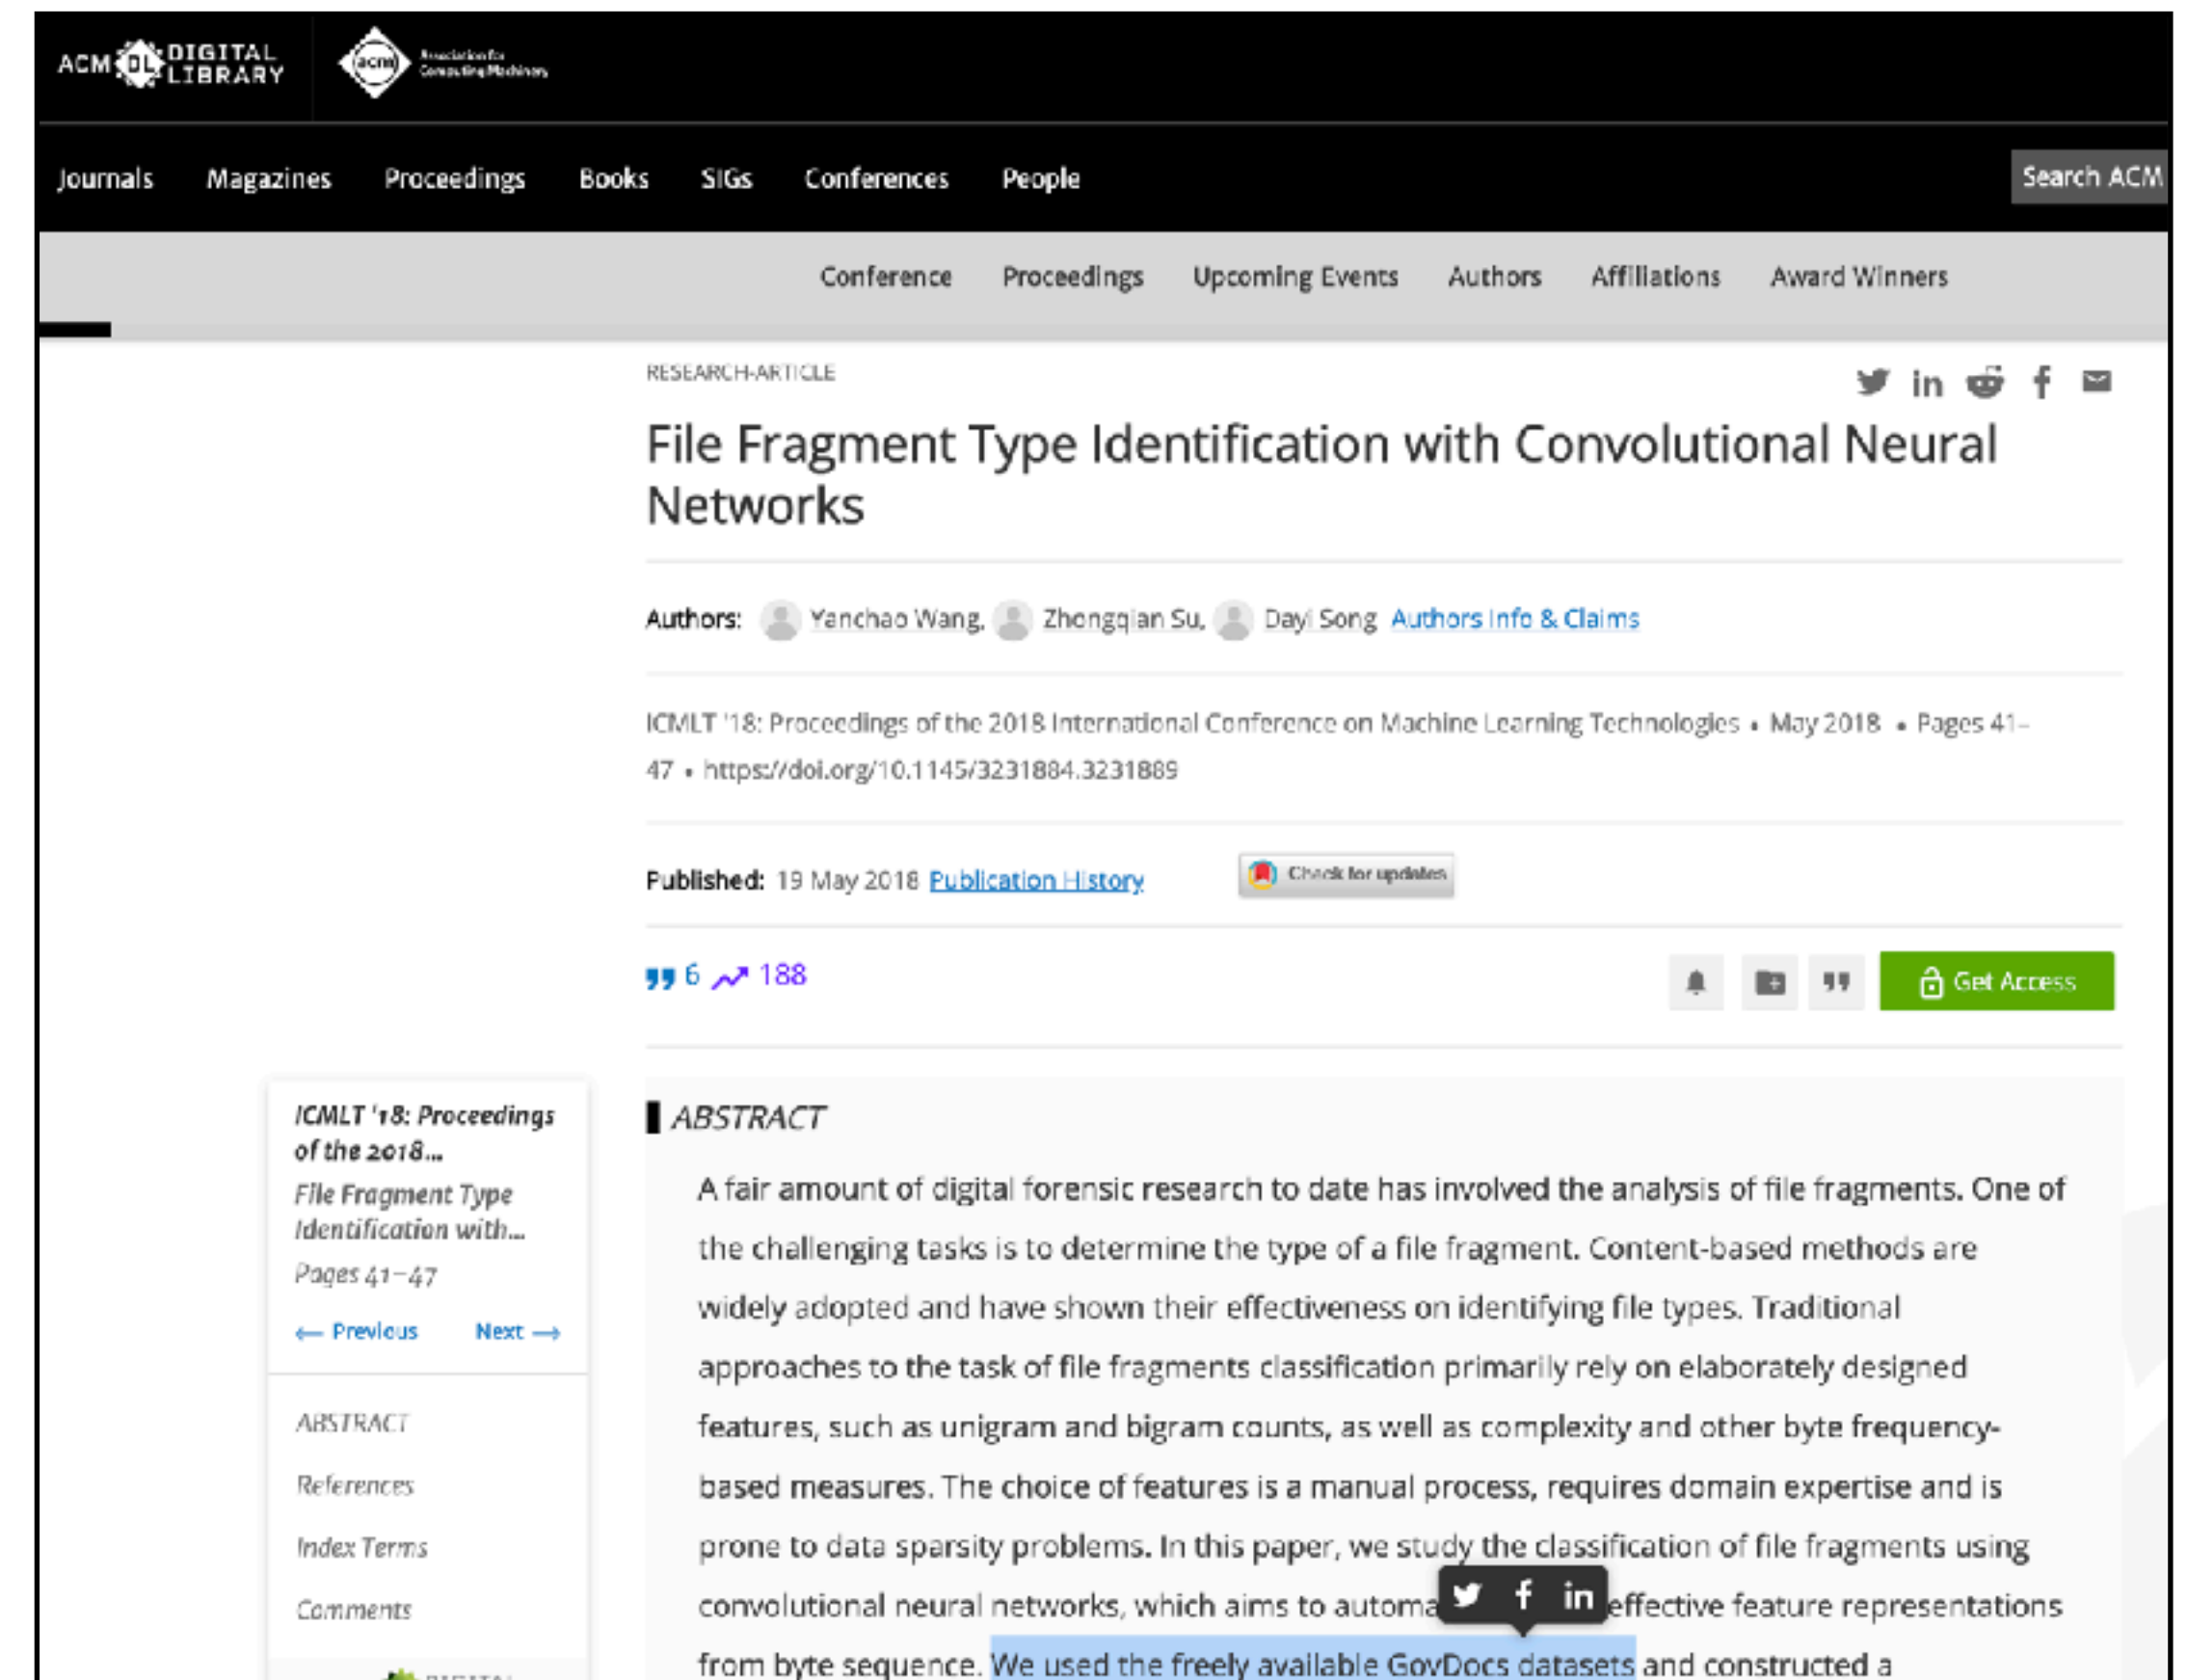 ACM DL DIGITAL
LIBRARY
acm Association for
Computing Machinery
Journals Magazines Proceedings Books SIGs Conferences People Search ACM
Conference Proceedings Upcoming Events Authors Affiliations Award Winners
RESEARCH-ARTICLE
File Fragment Type Identification with Convolutional Neural
Networks
Authors: Yanchao Wang, Zhongqian Su, Dayi Song Authors Info & Claims
ICMLT '18: Proceedings of the 2018 International Conference on Machine Learning Technologies • May 2018 • Pages 41–
47 • https://doi.org/10.1145/3231884.3231889
Published: 19 May 2018 Publication History Check for updates
6 188
Get Access
ICMLT '18: Proceedings
of the 2018...
File Fragment Type
Identification with...
Pages 41–47
← Previous Next →
ABSTRACT
References
Index Terms
Comments
ABSTRACT
A fair amount of digital forensic research to date has involved the analysis of file fragments. One of
the challenging tasks is to determine the type of a file fragment. Content-based methods are
widely adopted and have shown their effectiveness on identifying file types. Traditional
approaches to the task of file fragments classification primarily rely on elaborately designed
features, such as unigram and bigram counts, as well as complexity and other byte frequency-
based measures. The choice of features is a manual process, requires domain expertise and is
prone to data sparsity problems. In this paper, we study the classification of file fragments using
convolutional neural networks, which aims to automa effective feature representations
from byte sequence. We used the freely available GovDocs datasets and constructed a